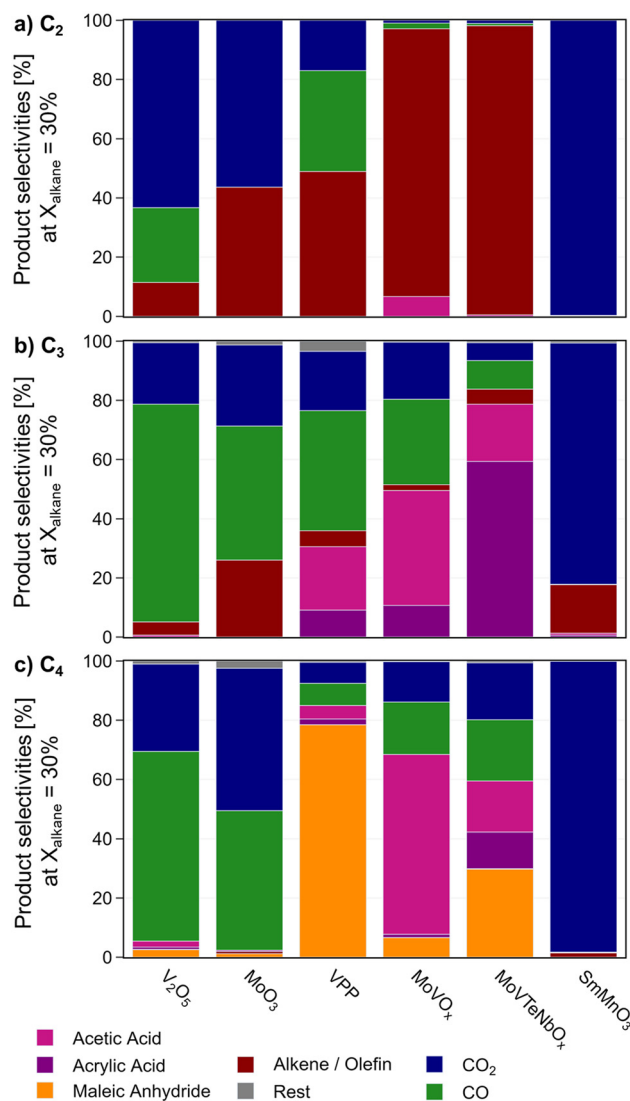 a) C₂
Product selectivities [%]
at Xₐₗₖₐₙₑ = 30%
100
80
60
40
20
0
b) C₃
Product selectivities [%]
at Xₐₗₖₐₙₑ = 30%
100
80
60
40
20
0
c) C₄
Product selectivities [%]
at Xₐₗₖₐₙₑ = 30%
100
80
60
40
20
0
V₂O₅
MoO₃
VPP
MoVOₓ
MoVTeNbOₓ
SmMnO₃
Acetic Acid
Acrylic Acid
Maleic Anhydride
Alkene / Olefin
Rest
CO₂
CO